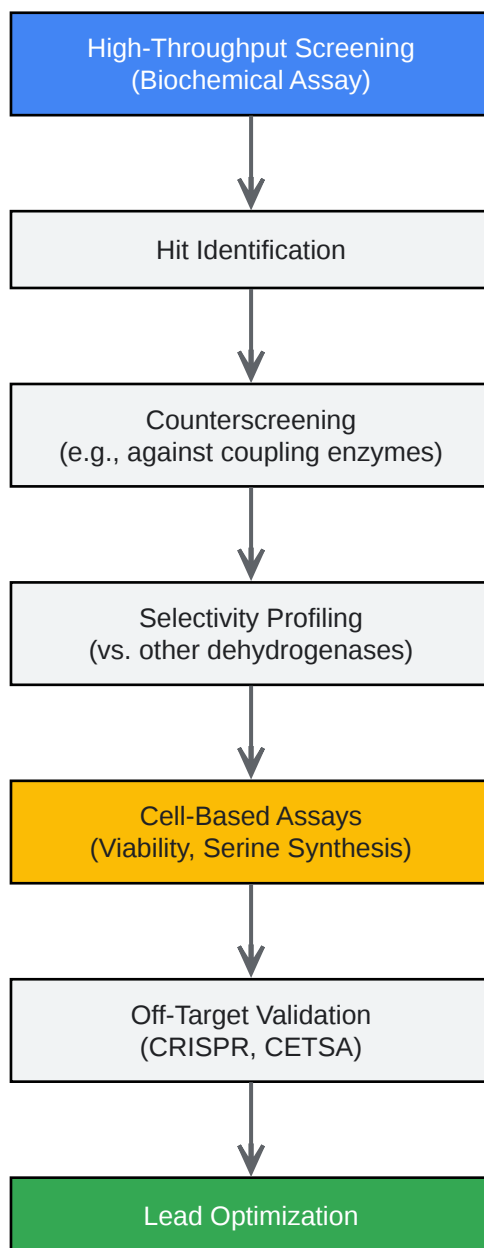 High-Throughput Screening
(Biochemical Assay)
Hit Identification
Counterscreening
(e.g., against coupling enzymes)
Selectivity Profiling
(vs. other dehydrogenases)
Cell-Based Assays
(Viability, Serine Synthesis)
Off-Target Validation
(CRISPR, CETSA)
Lead Optimization